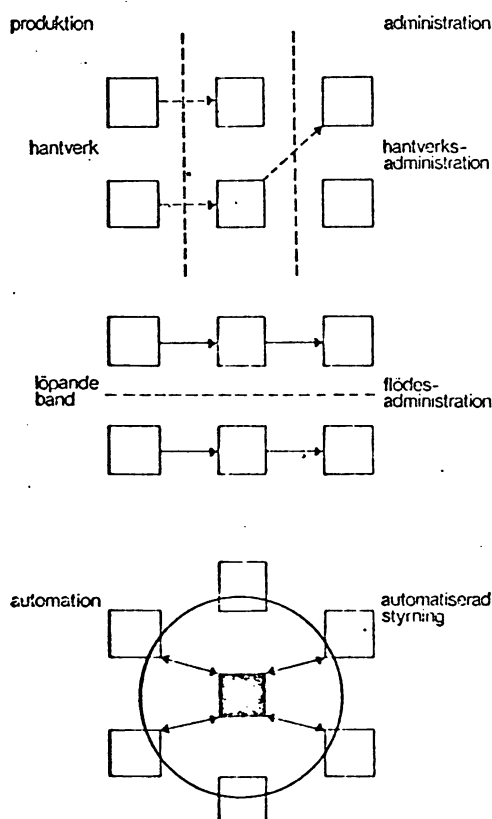 produktion
administration
hantverk
hantverks-
administration
löpande
band
flödes-
administration
automation
automatiserad
styrning